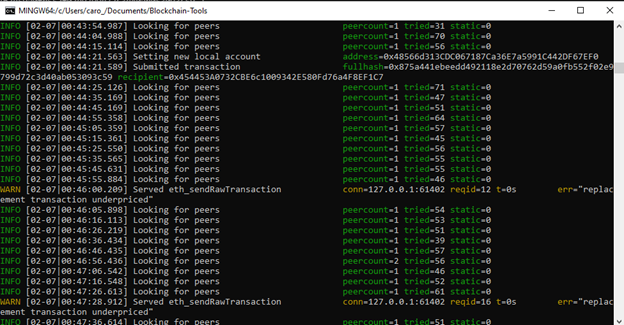 MINGW64:/c/Users/caro_/Documents/Blockchain-Tools
INFO [02-07|00:43:54.987] Looking for peers peercount=1 tried=31 static=0
INFO [02-07|00:44:04.988] Looking for peers peercount=1 tried=70 static=0
INFO [02-07|00:44:15.114] Looking for peers peercount=1 tried=56 static=0
INFO [02-07|00:44:21.563] Setting new local account address=0x48566d313CDC067187Ca36E7a5991C442DF67EF0
INFO [02-07|00:44:21.589] Submitted transaction fullhash=0x875a441ebeedd492118e2d70762d59a0fb552f02e9
799d72c3d40ab053093c59 recipient=0x454453A0732CBE6c1009342E580Fd76a4F8EF1C7
INFO [02-07|00:44:25.126] Looking for peers peercount=1 tried=71 static=0
INFO [02-07|00:44:35.169] Looking for peers peercount=1 tried=47 static=0
INFO [02-07|00:44:45.169] Looking for peers peercount=1 tried=51 static=0
INFO [02-07|00:44:55.358] Looking for peers peercount=1 tried=64 static=0
INFO [02-07|00:45:05.359] Looking for peers peercount=1 tried=57 static=0
INFO [02-07|00:45:15.361] Looking for peers peercount=1 tried=45 static=0
INFO [02-07|00:45:25.550] Looking for peers peercount=1 tried=56 static=0
INFO [02-07|00:45:35.565] Looking for peers peercount=1 tried=55 static=0
INFO [02-07|00:45:45.631] Looking for peers peercount=1 tried=55 static=0
INFO [02-07|00:45:55.884] Looking for peers peercount=1 tried=46 static=0
WARN [02-07|00:46:00.209] Served eth_sendRawTransaction conn=127.0.0.1:61402 reqid=12 t=0s err="replac
ement transaction underpriced"
INFO [02-07|00:46:05.898] Looking for peers peercount=1 tried=54 static=0
INFO [02-07|00:46:16.113] Looking for peers peercount=1 tried=53 static=0
INFO [02-07|00:46:26.219] Looking for peers peercount=1 tried=51 static=0
INFO [02-07|00:46:36.434] Looking for peers peercount=1 tried=39 static=0
INFO [02-07|00:46:46.435] Looking for peers peercount=1 tried=57 static=0
INFO [02-07|00:46:56.436] Looking for peers peercount=2 tried=56 static=0
INFO [02-07|00:47:06.542] Looking for peers peercount=1 tried=46 static=0
INFO [02-07|00:47:16.548] Looking for peers peercount=1 tried=52 static=0
INFO [02-07|00:47:26.613] Looking for peers peercount=1 tried=61 static=0
WARN [02-07|00:47:28.912] Served eth_sendRawTransaction conn=127.0.0.1:61402 reqid=16 t=0s err="replac
ement transaction underpriced"
INFO [02-07|00:47:36.614] Looking for peers peercount=1 tried=51 static=0